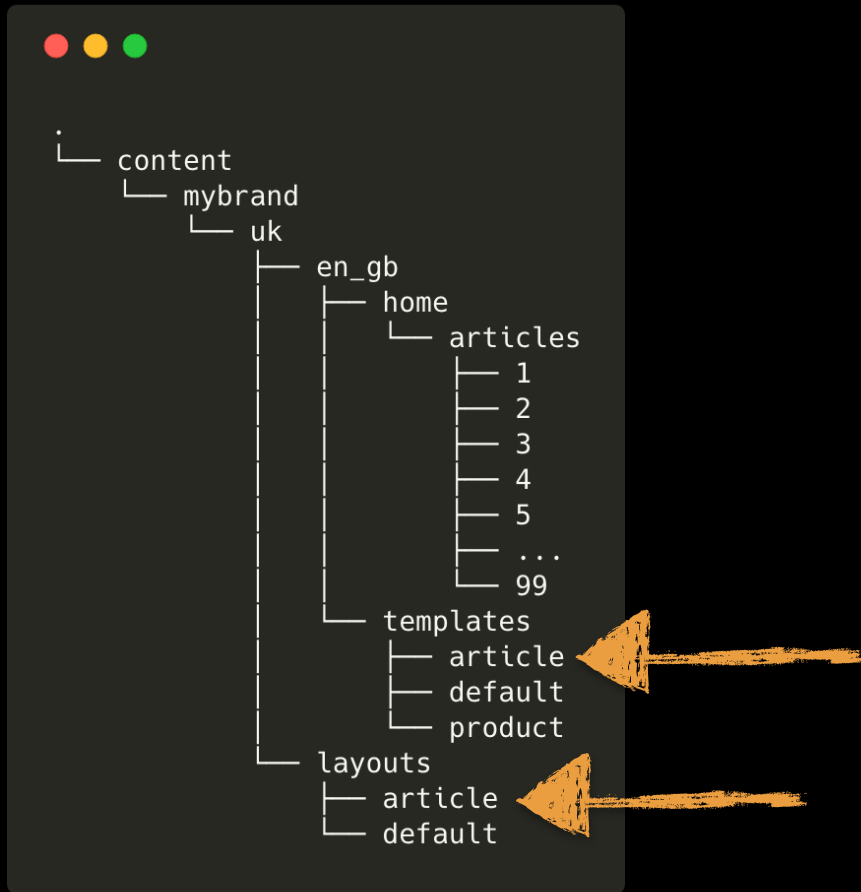 .
└── content
    └── mybrand
        └── uk
            ├── en_gb
            │   ├── home
            │   │   └── articles
            │   │       ├── 1
            │   │       ├── 2
            │   │       ├── 3
            │   │       ├── 4
            │   │       ├── 5
            │   │       ├── ...
            │   │       └── 99
            │   └── templates
            │       ├── article
            │       ├── default
            │       └── product
            └── layouts
                ├── article
                └── default